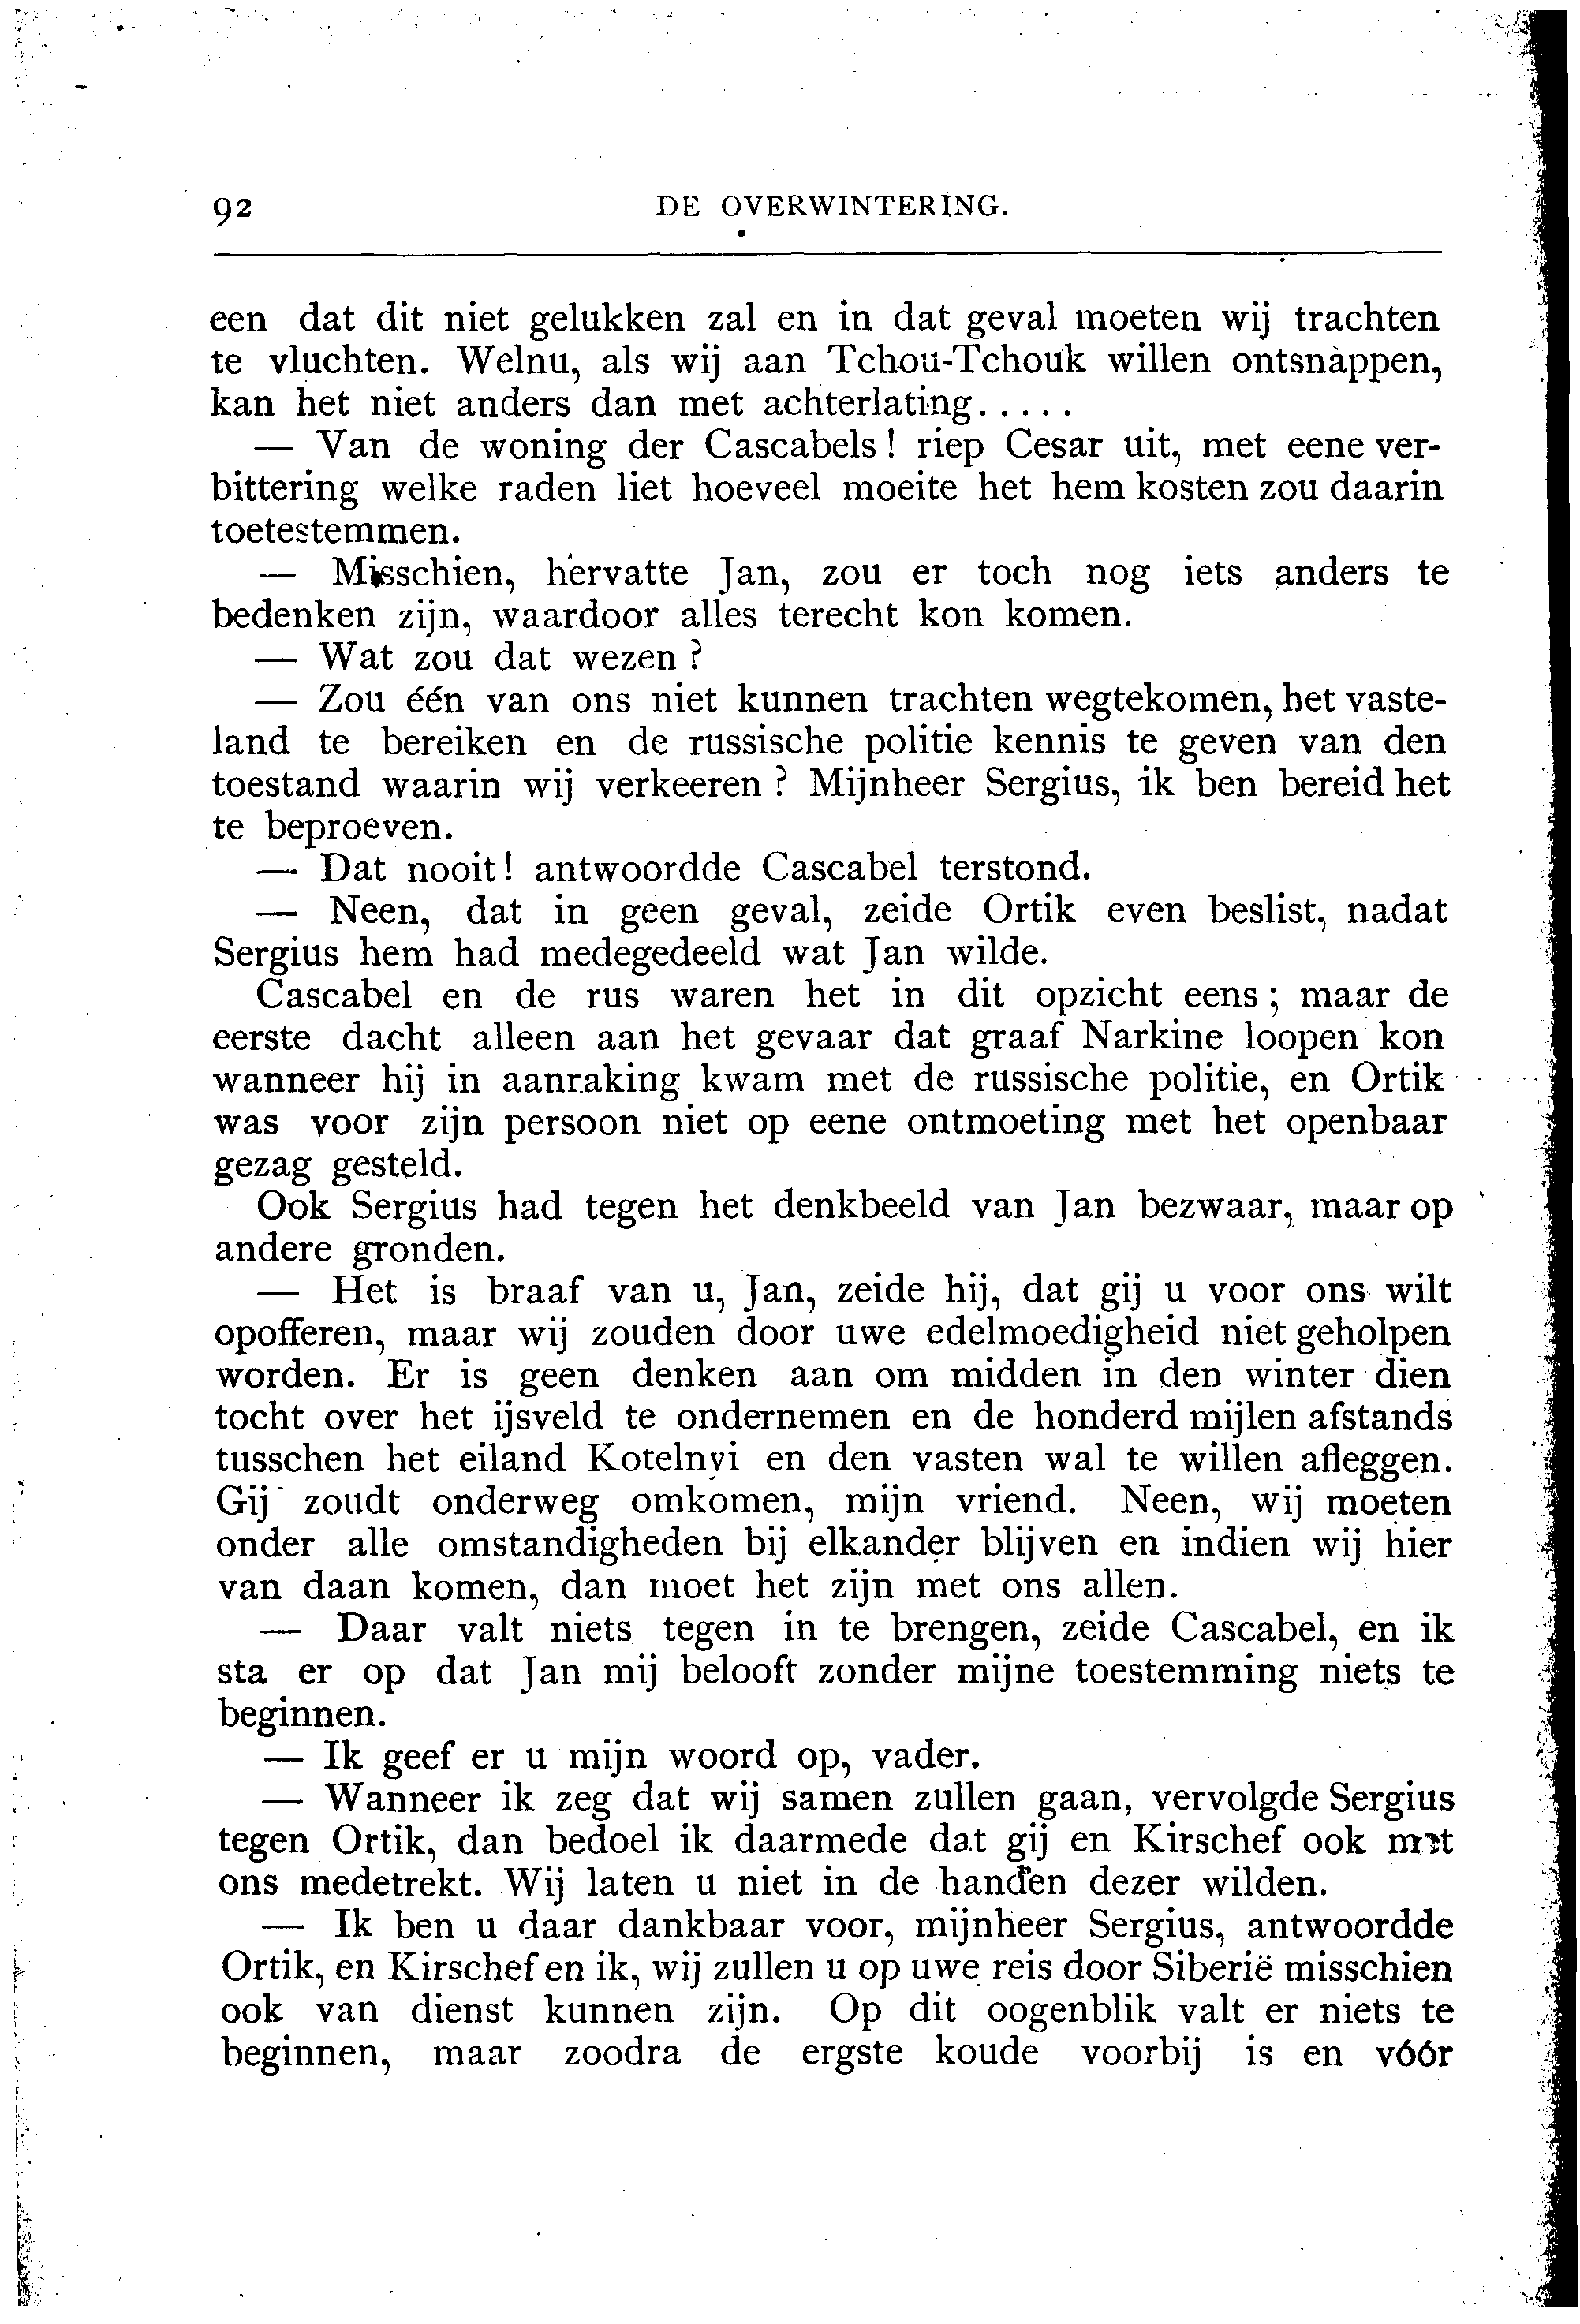 92 DE OVERWINTERING.
een dat dit niet gelukken zal en in dat geval moeten wij trachten
te vluchten. Welnu, als wij aan Tchou-Tchouk willen ontsnappen,
kan het niet anders dan met achterlating.....
— Van de woning der Cascabels! riep Cesar uit, met eene ver-
bittering welke raden liet hoeveel moeite het hem kosten zou daarin
toetestemmen.
— Misschien, hervatte Jan, zou er toch nog iets anders te
bedenken zijn, waardoor alles terecht kon komen.
— Wat zou dat wezen?
— Zou één van ons niet kunnen trachten wegtekomen, het vaste-
land te bereiken en de russische politie kennis te geven van den
toestand waarin wij verkeeren? Mijnheer Sergius, ik ben bereid het
te beproeven.
— Dat nooit! antwoordde Cascabel terstond.
— Neen, dat in geen geval, zeide Ortik even beslist, nadat
Sergius hem had medegedeeld wat Jan wilde.
Cascabel en de rus waren het in dit opzicht eens; maar de
eerste dacht alleen aan het gevaar dat graaf Narkine loopen kon
wanneer hij in aanraking kwam met de russische politie, en Ortik
was voor zijn persoon niet op eene ontmoeting met het openbaar
gezag gesteld.
Ook Sergius had tegen het denkbeeld van Jan bezwaar, maar op
andere gronden.
— Het is braaf van u, Jan, zeide hij, dat gij u voor ons wilt
opofferen, maar wij zouden door uwe edelmoedigheid niet geholpen
worden. Er is geen denken aan om midden in den winter dien
tocht over het ijsveld te ondernemen en de honderd mijlen afstands
tusschen het eiland Kotelnyi en den vasten wal te willen afleggen.
Gij zoudt onderweg omkomen, mijn vriend. Neen, wij moeten
onder alle omstandigheden bij elkander blijven en indien wij hier
van daan komen, dan moet het zijn met ons allen.
— Daar valt niets tegen in te brengen, zeide Cascabel, en ik
sta er op dat Jan mij belooft zonder mijne toestemming niets te
beginnen.
— Ik geef er u mijn woord op, vader.
— Wanneer ik zeg dat wij samen zullen gaan, vervolgde Sergius
tegen Ortik, dan bedoel ik daarmede dat gij en Kirschef ook met
ons medetrekt. Wij laten u niet in de handen dezer wilden.
— Ik ben u daar dankbaar voor, mijnheer Sergius, antwoordde
Ortik, en Kirschef en ik, wij zullen u op uwe reis door Siberië misschien
ook van dienst kunnen zijn. Op dit oogenblik valt er niets te
beginnen, maar zoodra de ergste koude voorbij is en vóór